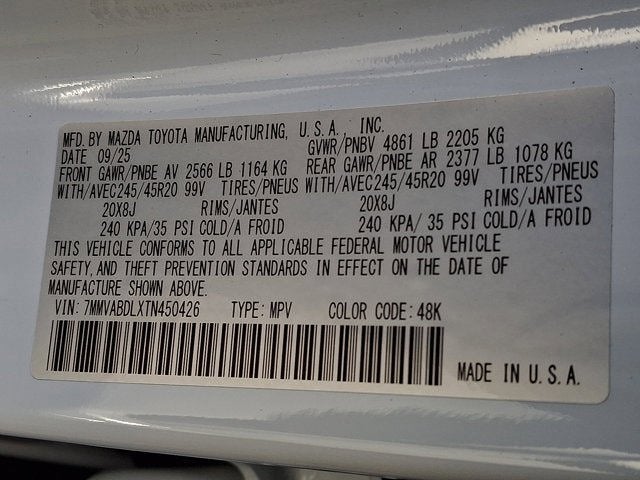 MFD. BY MAZDA TOYOTA MANUFACTURING, U.S.A., INC.
DATE 09/25 GVWR/PNBV 4861 LB 2205 KG
FRONT GAWR/PNBE AV 2566 LB 1164 KG REAR GAWR/PNBE AR 2377 LB 1078 KG
WITH/AVEC245/45R20 99V TIRES/PNEUS WITH/AVEC245/45R20 99V TIRES/PNEUS
20X8J RIMS/JANTES 20X8J RIMS/JANTES
240 KPA/35 PSI COLD/A FROID 240 KPA/ 35 PSI COLD/A FROID
THIS VEHICLE CONFORMS TO ALL APPLICABLE FEDERAL MOTOR VEHICLE
SAFETY, AND THEFT PREVENTION STANDARDS IN EFFECT ON THE DATE OF
MANUFACTURE SHOWN ABOVE.
VIN: 7MMVABDLXTN450426 TYPE: MPV COLOR CODE: 48K
MADE IN U.S.A.